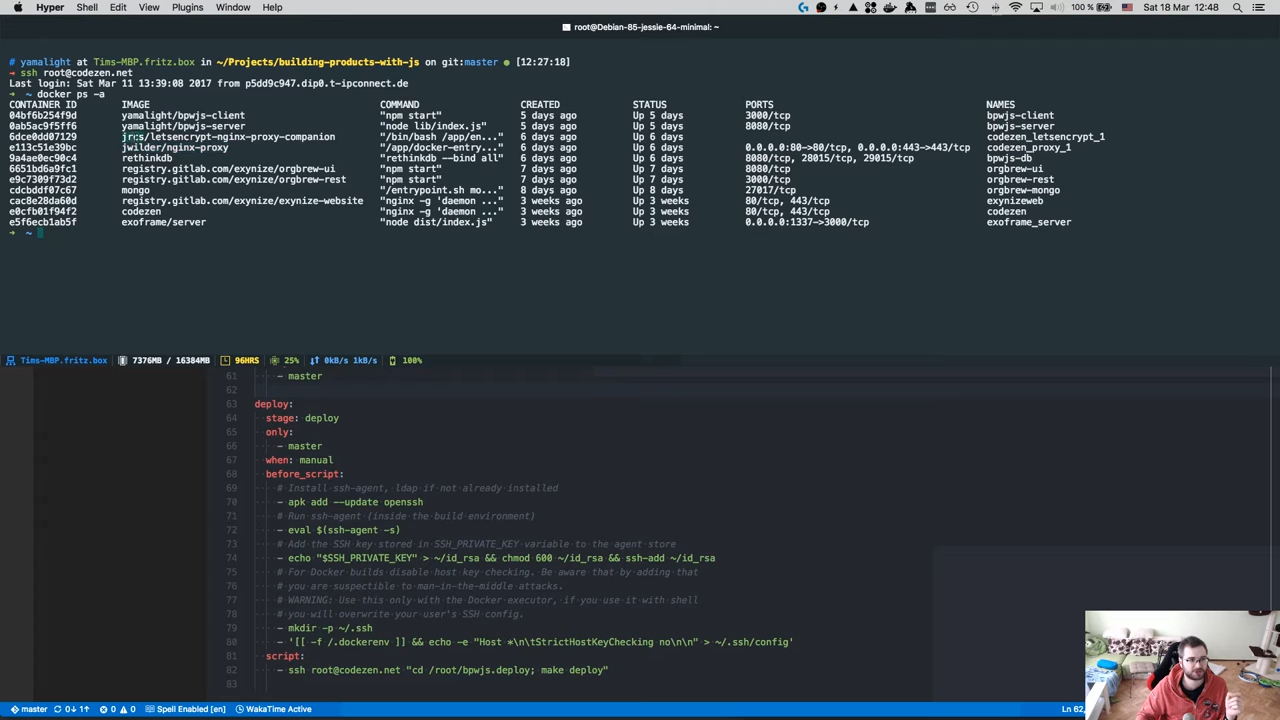 Hyper Shell Edit View Plugins Window Help 100 % Sat 18 Mar 12:48
root@Debian-85-jessie-64-minimal: ~
# yamalight at Tims-MBP.fritz.box in ~/Projects/building-products-with-js on git:master ● [12:27:18]
→ ssh root@codezen.net
Last login: Sat Mar 11 13:39:08 2017 from p5dd9c947.dip0.t-ipconnect.de
→ ~ docker ps -a
CONTAINER ID IMAGE COMMAND CREATED STATUS PORTS NAMES
04bf6b254f9d yamalight/bpwjs-client "npm start" 5 days ago Up 5 days 3000/tcp bpwjs-client
0ab5ac9f5ff6 yamalight/bpwjs-server "node lib/index.js" 5 days ago Up 5 days 8080/tcp bpwjs-server
6dce0dd07129 jrcs/letsencrypt-nginx-proxy-companion "/bin/bash /app/en..." 6 days ago Up 6 days codezen_letsencrypt_1
e113c51e39bc jwilder/nginx-proxy "/app/docker-entry..." 6 days ago Up 6 days 0.0.0.0:80->80/tcp, 0.0.0.0:443->443/tcp codezen_proxy_1
9a4ae0ec90c4 rethinkdb "rethinkdb --bind all" 6 days ago Up 6 days 8080/tcp, 28015/tcp, 29015/tcp bpwjs-db
6651bd6a9fc1 registry.gitlab.com/exynize/orgbrew-ui "npm start" 7 days ago Up 7 days 8080/tcp orgbrew-ui
e9c7309f73d2 registry.gitlab.com/exynize/orgbrew-rest "npm start" 7 days ago Up 7 days 3000/tcp orgbrew-rest
cdcbddf07c67 mongo "/entrypoint.sh mo..." 8 days ago Up 8 days 27017/tcp orgbrew-mongo
cac8e28da60d registry.gitlab.com/exynize/exynize-website "nginx -g 'daemon ..." 3 weeks ago Up 3 weeks 80/tcp, 443/tcp exynizeweb
e0cfb01f94f2 codezen "nginx -g 'daemon ..." 3 weeks ago Up 3 weeks 80/tcp, 443/tcp codezen
e5f6ecb1ab5f exoframe/server "node dist/index.js" 3 weeks ago Up 3 weeks 0.0.0.0:1337->3000/tcp exoframe_server
→ ~
Tims-MBP.fritz.box 7376MB / 16384MB 96HRS 25% 0kB/s 1kB/s 100%
61 - master
62
63 deploy:
64 stage: deploy
65 only:
66 - master
67 when: manual
68 before_script:
69 # Install ssh-agent, ldap if not already installed
70 - apk add --update openssh
71 # Run ssh-agent (inside the build environment)
72 - eval $(ssh-agent -s)
73 # Add the SSH key stored in SSH_PRIVATE_KEY variable to the agent store
74 - echo "$SSH_PRIVATE_KEY" > ~/id_rsa && chmod 600 ~/id_rsa && ssh-add ~/id_rsa
75 # For Docker builds disable host key checking. Be aware that by adding that
76 # you are suspectible to man-in-the-middle attacks.
77 # WARNING: Use this only with the Docker executor, if you use it with shell
78 # you will overwrite your user's SSH config.
79 - mkdir -p ~/.ssh
80 - '[[ -f /.dockerenv ]] && echo -e "Host *\n\tStrictHostKeyChecking no\n\n" > ~/.ssh/config'
81 script:
82 - ssh root@codezen.net "cd /root/bpwjs.deploy; make deploy"
83
master 0↓ 1↑ 0 0 Spell Enabled [en] WakaTime Active Ln 62,